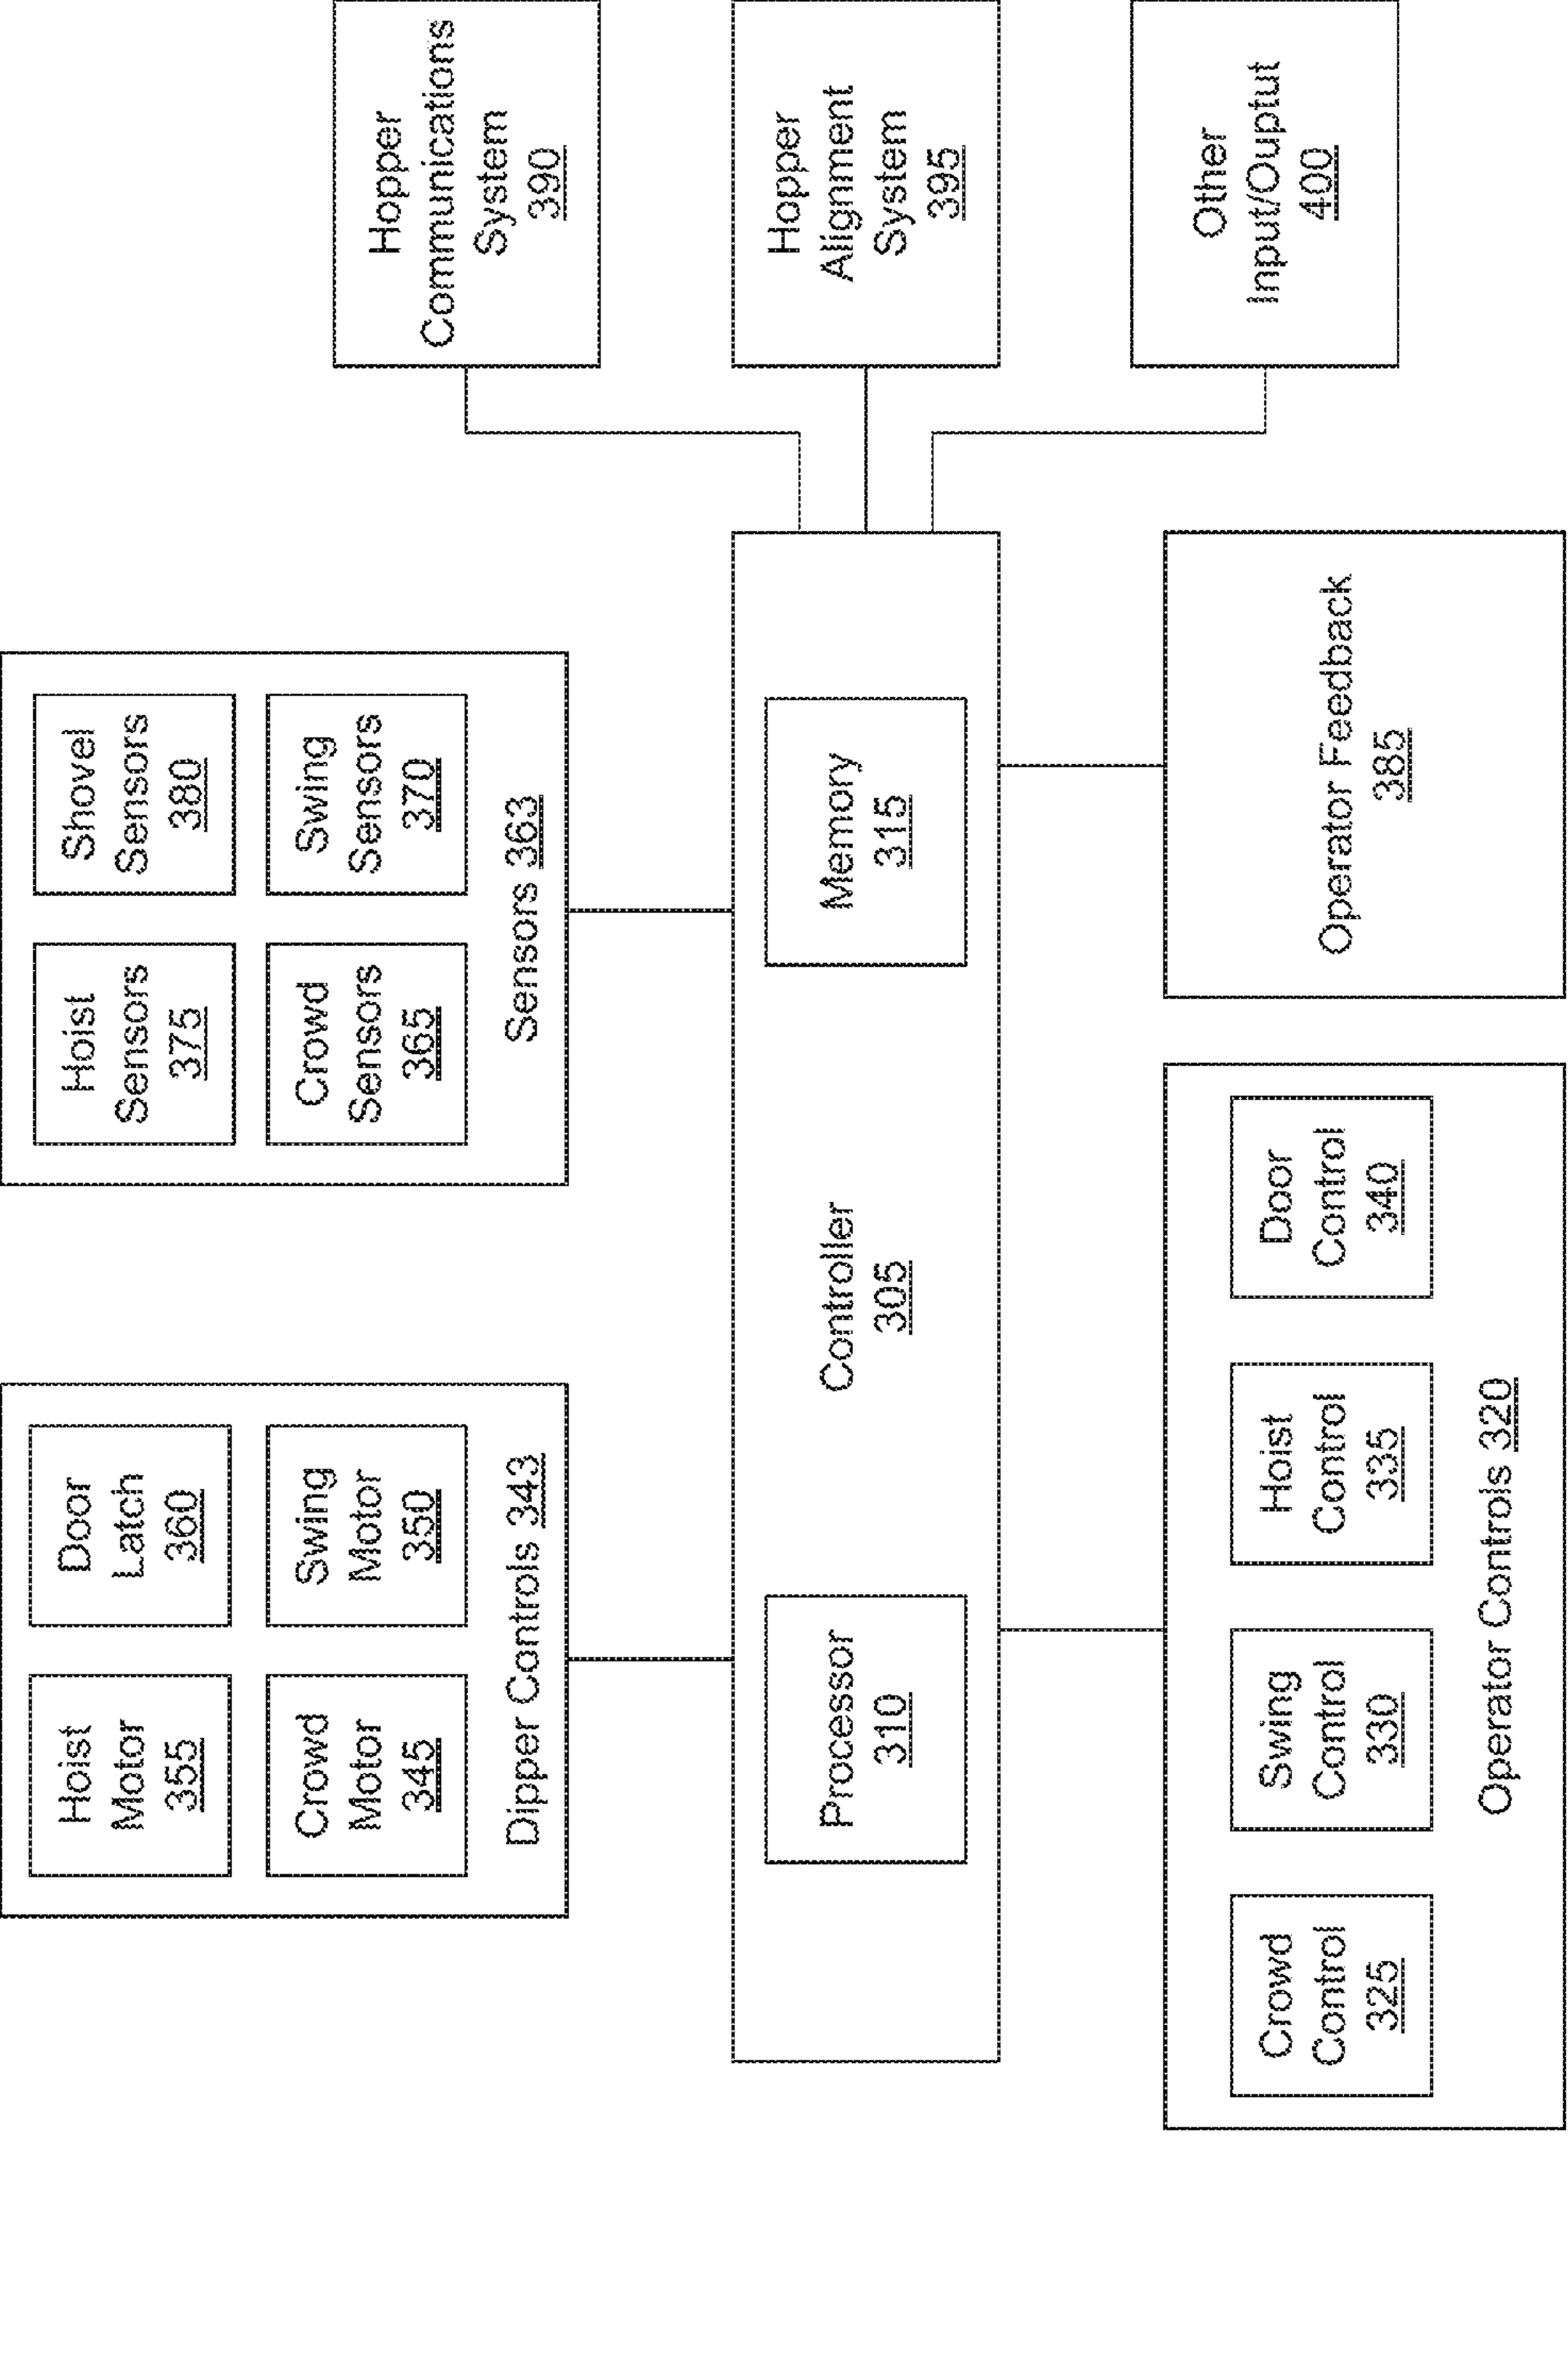 Hoist
Motor
355
Door
Latch
360
Crowd
Motor
345
Swing
Motor
350
Dipper Controls 343
Hoist
Sensors
375
Shovel
Sensors
380
Crowd
Sensors
365
Swing
Sensors
370
Sensors 363
Hopper
Communications
System
390
Processor
310
Controller
305
Memory
315
Hopper
Alignment
System
395
Crowd
Control
325
Swing
Control
330
Hoist
Control
335
Door
Control
340
Operator Controls 320
Operator Feedback
385
Other
Input/Ouptut
400